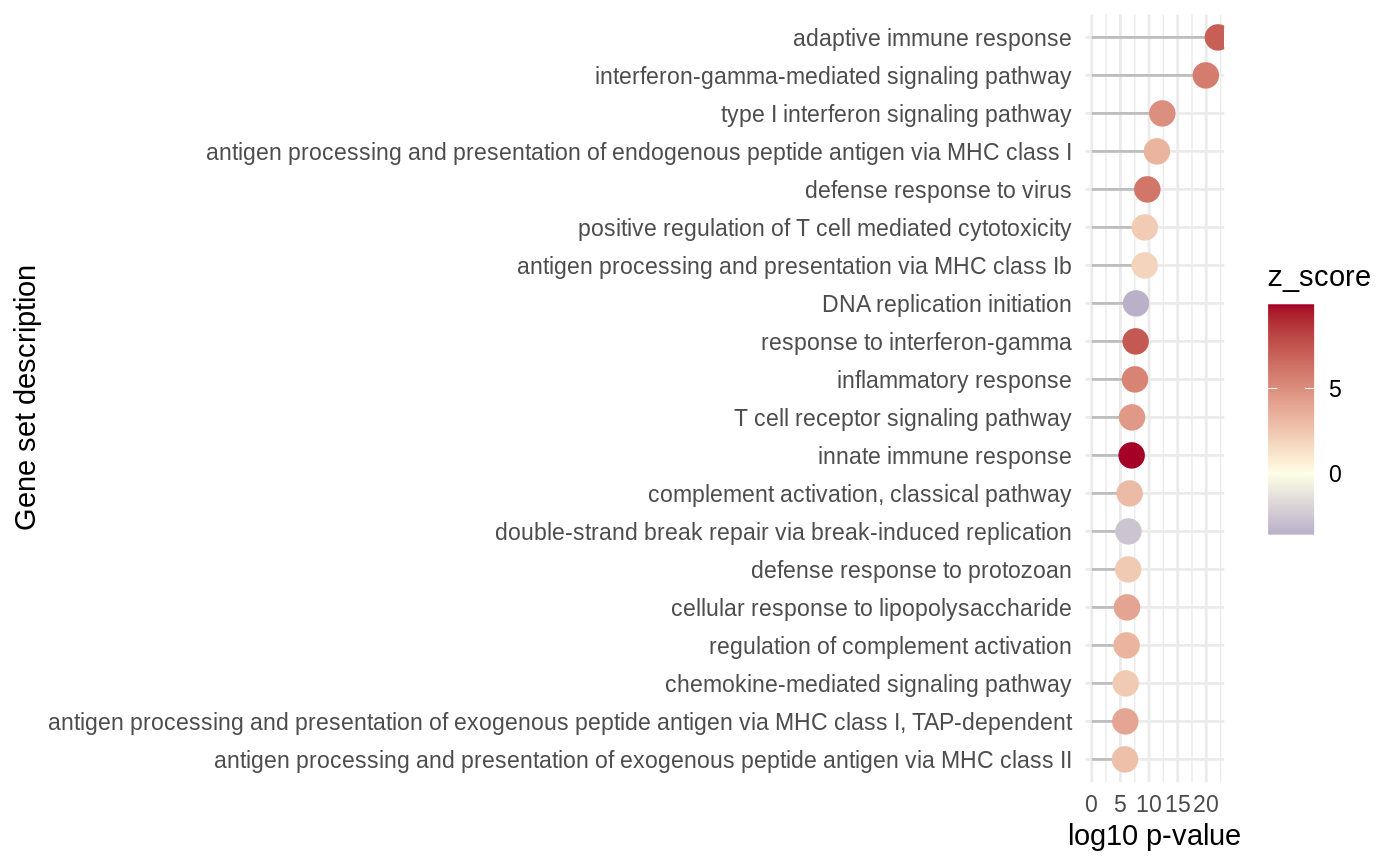 adaptive immune response
interferon-gamma-mediated signaling pathway
type I interferon signaling pathway
antigen processing and presentation of endogenous peptide antigen via MHC class I
defense response to virus
positive regulation of T cell mediated cytotoxicity
antigen processing and presentation via MHC class Ib
DNA replication initiation
response to interferon-gamma
inflammatory response
T cell receptor signaling pathway
innate immune response
complement activation, classical pathway
double-strand break repair via break-induced replication
defense response to protozoan
cellular response to lipopolysaccharide
regulation of complement activation
chemokine-mediated signaling pathway
antigen processing and presentation of exogenous peptide antigen via MHC class I, TAP-dependent
antigen processing and presentation of exogenous peptide antigen via MHC class II
Gene set description
0 5 10 15 20
log10 p-value
z_score
5
0